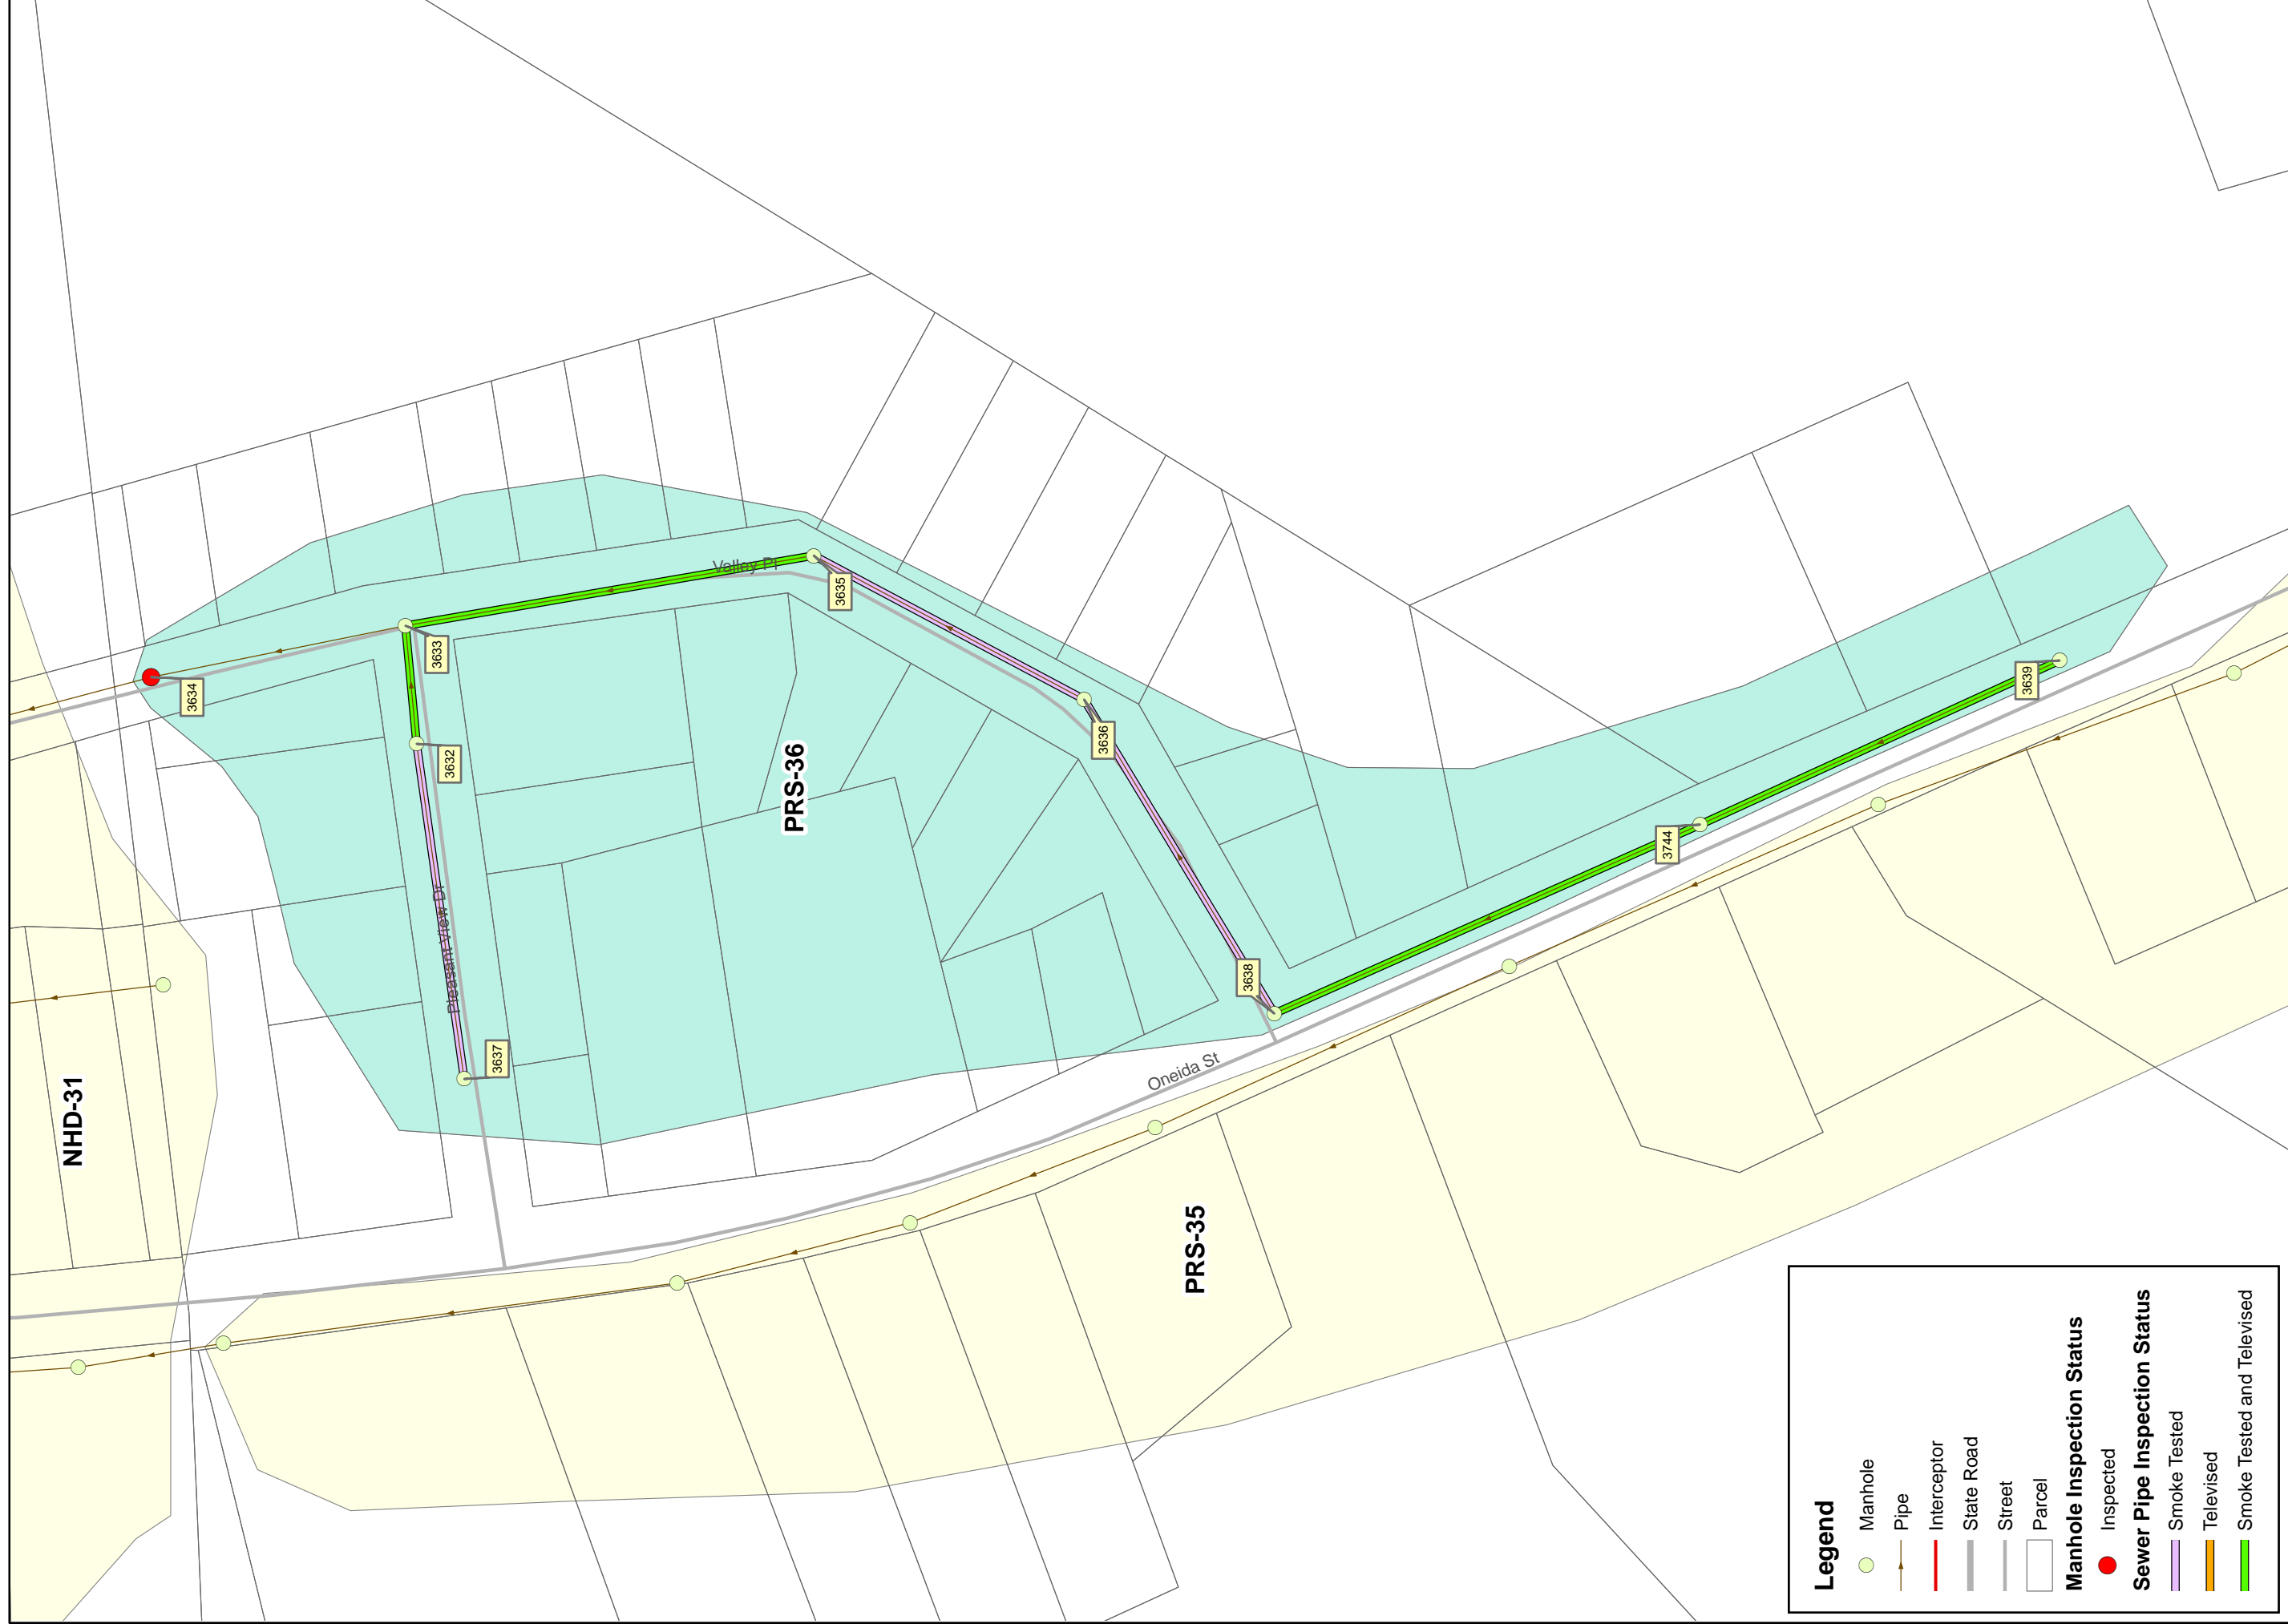 NHD-31
3634
3637
3632
3633
Pleasant View Dr
Valley Pl
PRS-36
3635
3636
3638
Oneida St
PRS-35
3744
3639
Legend
Manhole
Pipe
Interceptor
State Road
Street
Parcel
Manhole Inspection Status
Inspected
Sewer Pipe Inspection Status
Smoke Tested
Televised
Smoke Tested and Televised